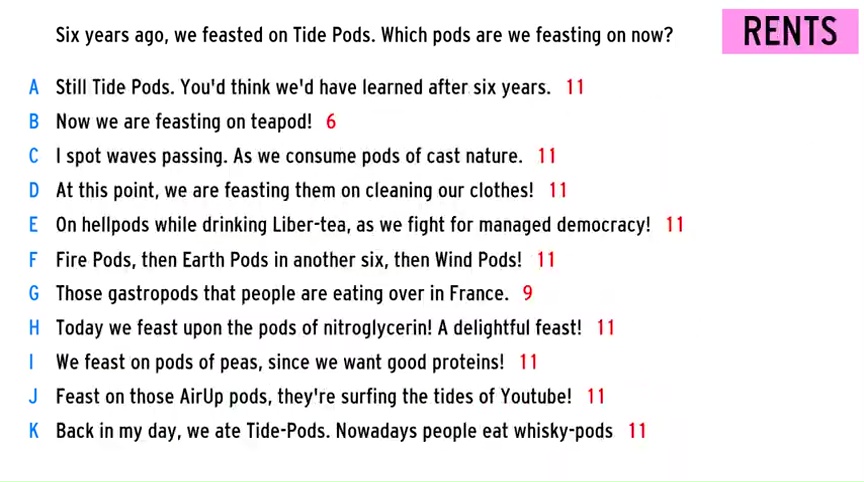 Six years ago, we feasted on Tide Pods. Which pods are we feasting on now?
RENTS
A Still Tide Pods. You'd think we'd have learned after six years. 11
B Now we are feasting on teapod! 6
C I spot waves passing. As we consume pods of cast nature. 11
D At this point, we are feasting them on cleaning our clothes! 11
E On hellpods while drinking Liber-tea, as we fight for managed democracy! 11
F Fire Pods, then Earth Pods in another six, then Wind Pods! 11
G Those gastropods that people are eating over in France. 9
H Today we feast upon the pods of nitroglycerin! A delightful feast! 11
I We feast on pods of peas, since we want good proteins! 11
J Feast on those AirUp pods, they're surfing the tides of Youtube! 11
K Back in my day, we ate Tide-Pods. Nowadays people eat whisky-pods 11